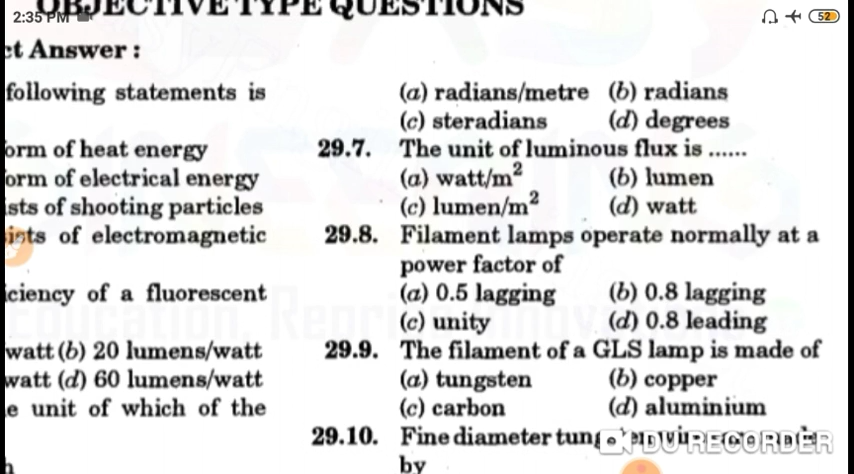 OBJECTIVE TYPE QUESTIONS
2:35 PM
52
ct Answer :
following statements is
orm of heat energy
orm of electrical energy
sts of shooting particles
ists of electromagnetic
iciency of a fluorescent
watt (b) 20 lumens/watt
watt (d) 60 lumens/watt
e unit of which of the
(a) radians/metre (b) radians
(c) steradians (d) degrees
29.7. The unit of luminous flux is ......
(a) watt/m² (b) lumen
(c) lumen/m² (d) watt
29.8. Filament lamps operate normally at a
power factor of
(a) 0.5 lagging (b) 0.8 lagging
(c) unity (d) 0.8 leading
29.9. The filament of a GLS lamp is made of
(a) tungsten (b) copper
(c) carbon (d) aluminium
29.10. Fine diameter tungsten wires are made
by
DU RECORDER